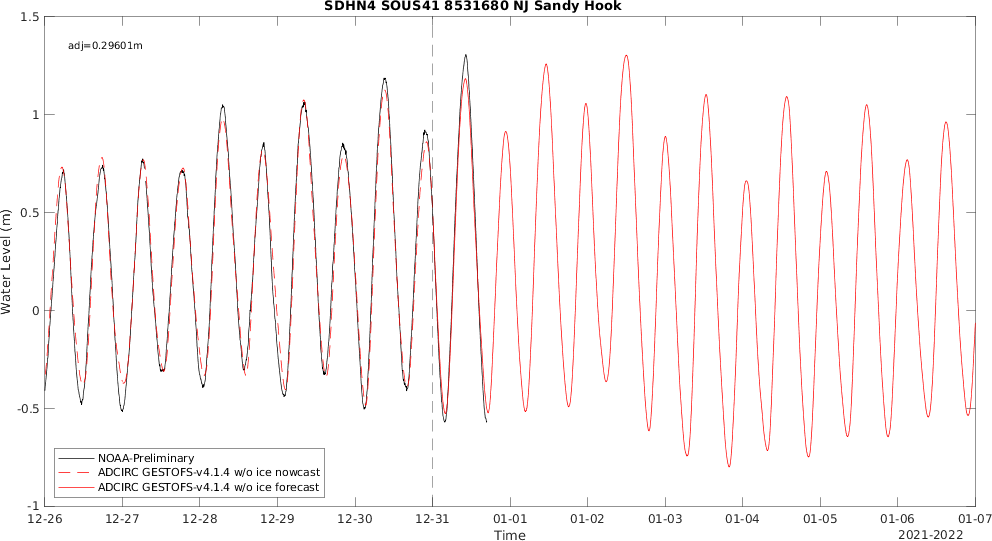 SDHN4 SOUS41 8531680 NJ Sandy Hook
adj=0.29601m
1.5
1
0.5
0
-0.5
-1
Water Level (m)
NOAA-Preliminary
ADCIRC GESTOFS-v4.1.4 w/o ice nowcast
ADCIRC GESTOFS-v4.1.4 w/o ice forecast
12-26 12-27 12-28 12-29 12-30 12-31 01-01 01-02 01-03 01-04 01-05 01-06 01-07
Time
2021-2022